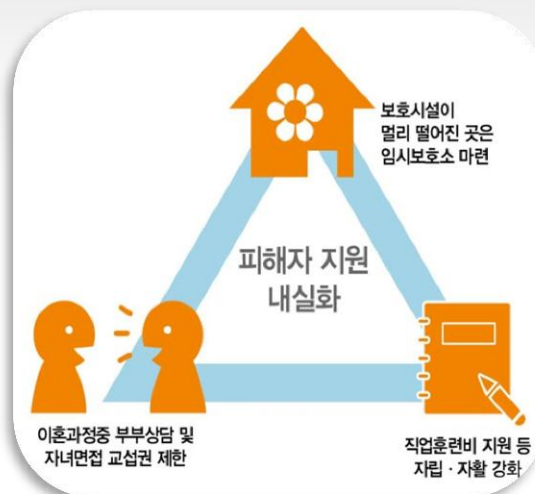 보호시설이
멀리 떨어진 곳은
임시보호소 마련
피해자 지원
내실화
이혼과정중 부부상담 및
자녀면접 교섭권 제한
직업훈련비 지원 등
자립·자활 강화